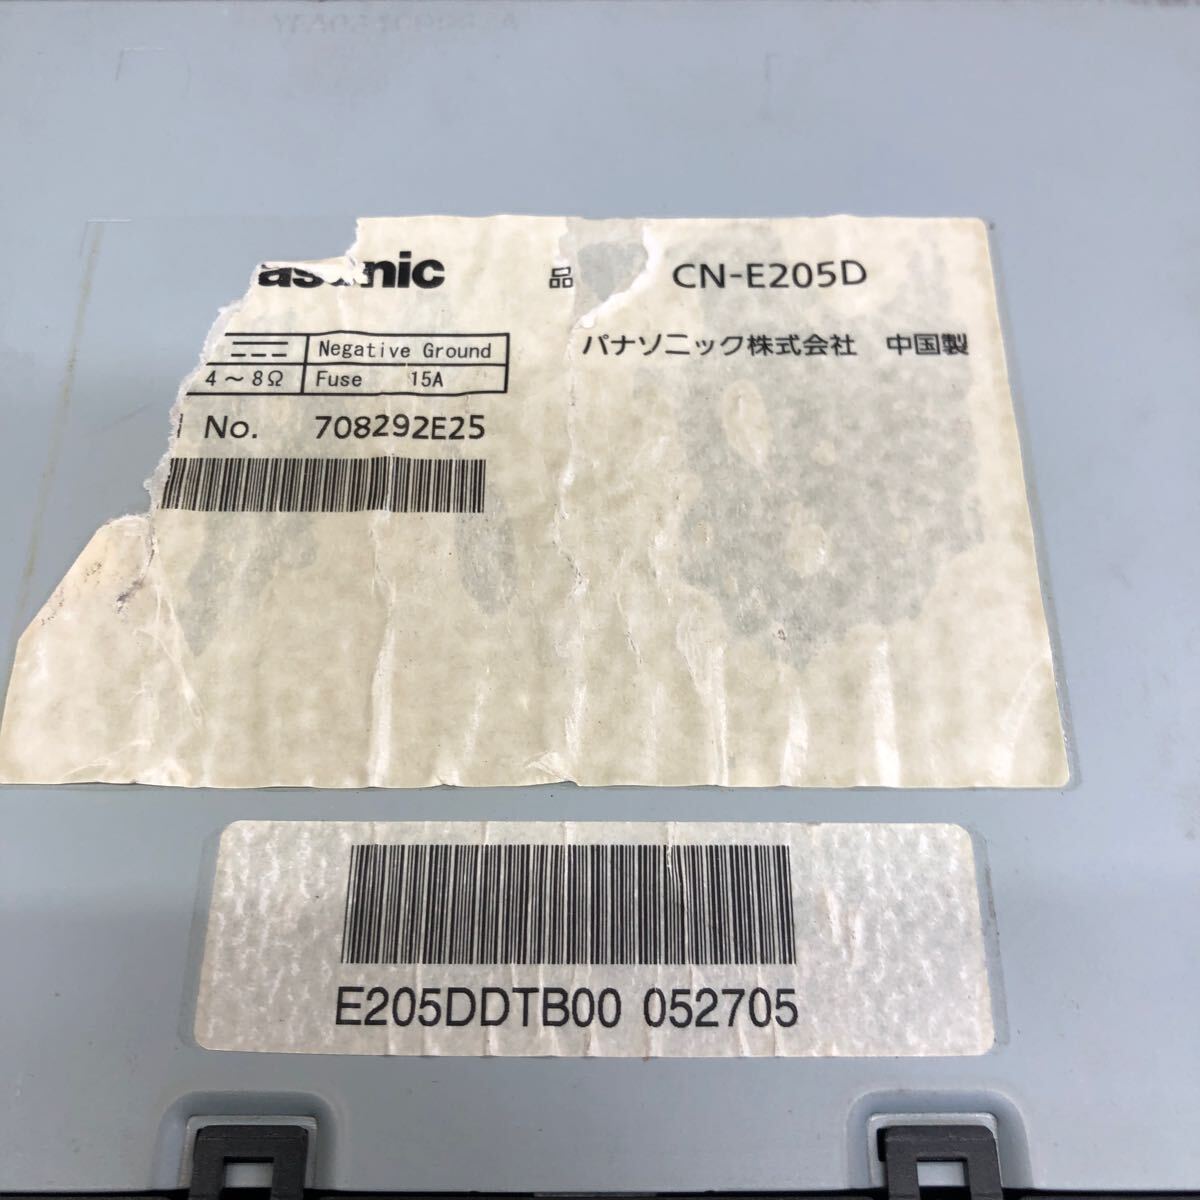 asonic
品 CN-E205D
Negative Ground
4～8Ω Fuse 15A
パナソニック株式会社 中国製
No. 708292E25
E205DDTB00 052705